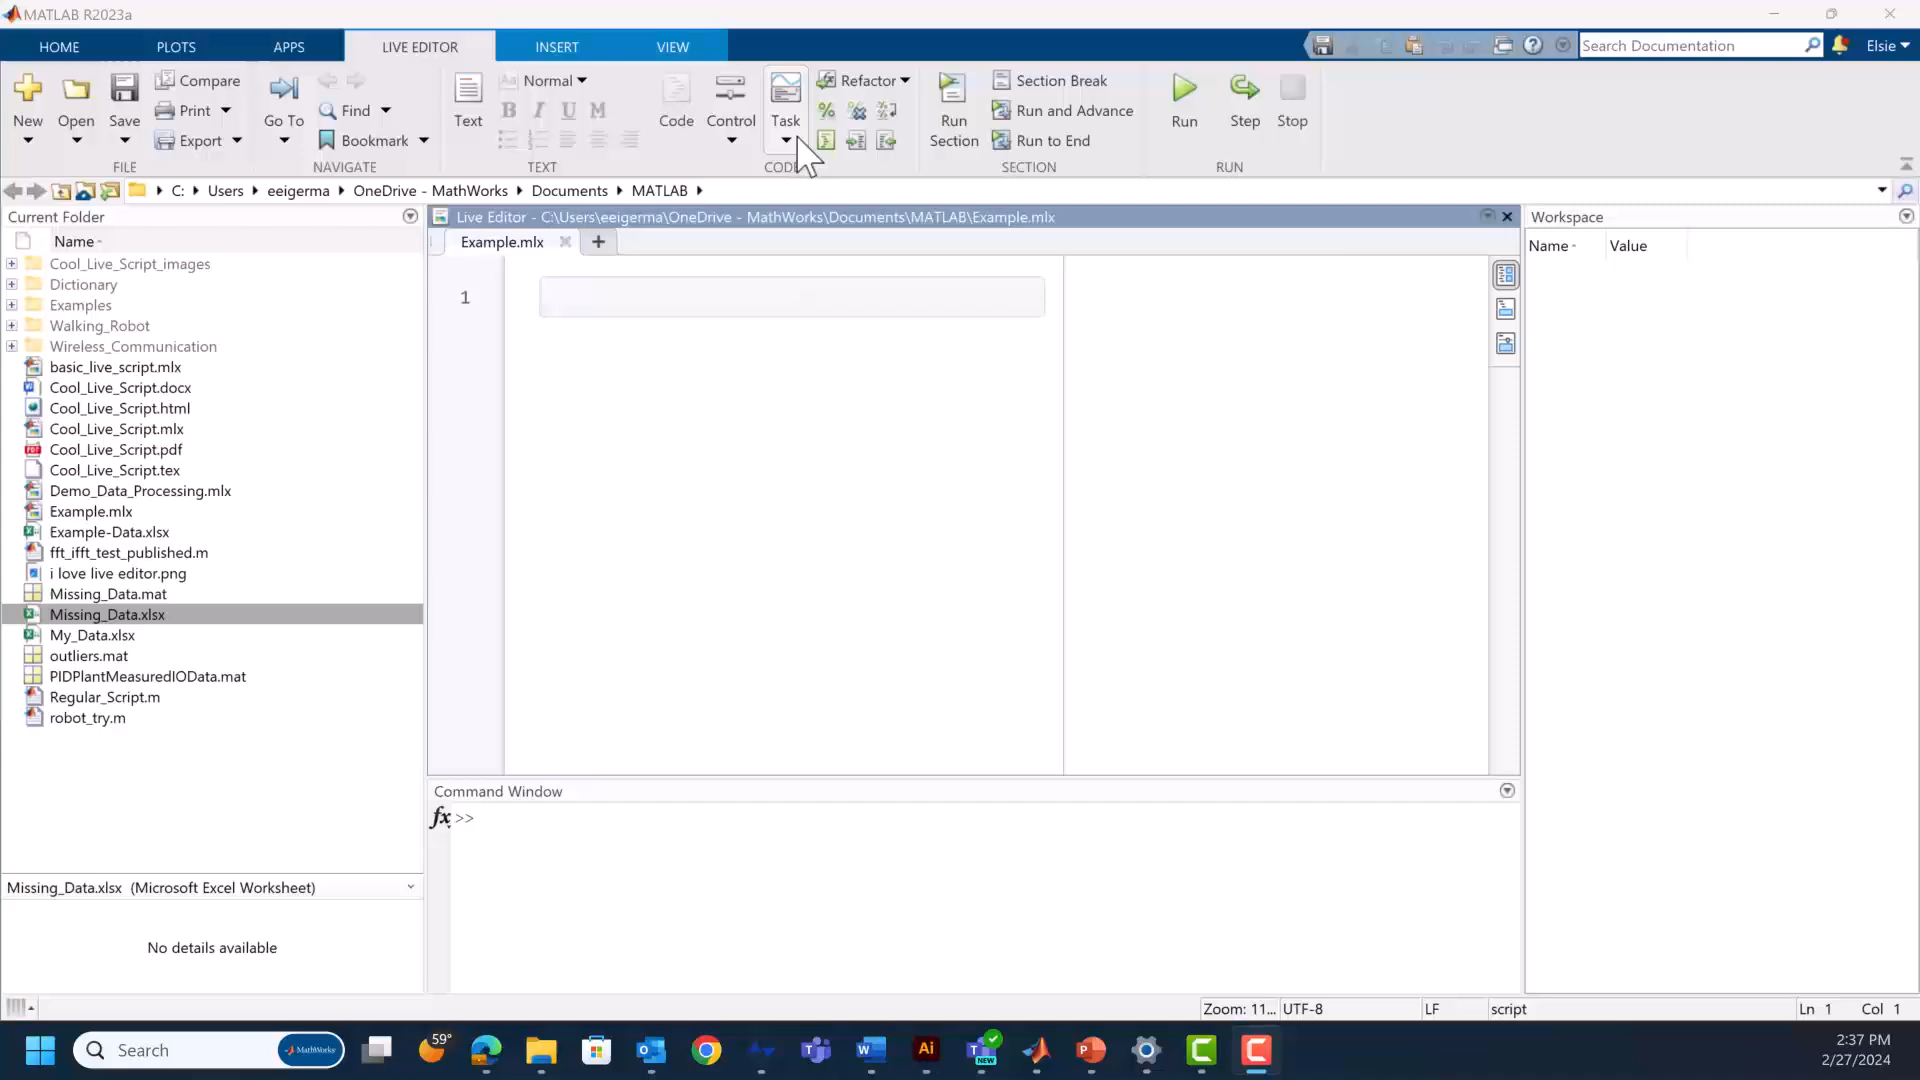 MATLAB R2023a
HOME PLOTS APPS LIVE EDITOR INSERT VIEW
Search Documentation
Elsie
New
Open
Save
Compare
Print
Export
FILE
Go To
Find
Bookmark
NAVIGATE
Text
Aa Normal
B I U M
TEXT
Code
Control
Task
Refactor
CODE
Run
Section
Section Break
Run and Advance
Run to End
SECTION
Run
Step
Stop
RUN
C: Users eeigerma OneDrive - MathWorks Documents MATLAB
Current Folder
Name
Cool_Live_Script_images
Dictionary
Examples
Walking_Robot
Wireless_Communication
basic_live_script.mlx
Cool_Live_Script.docx
Cool_Live_Script.html
Cool_Live_Script.mlx
Cool_Live_Script.pdf
Cool_Live_Script.tex
Demo_Data_Processing.mlx
Example.mlx
Example-Data.xlsx
fft_ifft_test_published.m
i love live editor.png
Missing_Data.mat
Missing_Data.xlsx
My_Data.xlsx
outliers.mat
PIDPlantMeasuredIOData.mat
Regular_Script.m
robot_try.m
Missing_Data.xlsx (Microsoft Excel Worksheet)
No details available
Live Editor - C:\Users\eeigerma\OneDrive - MathWorks\Documents\MATLAB\Example.mlx
Example.mlx
1
Command Window
fx >>
Workspace
Name Value
Zoom: 11... UTF-8 LF script Ln 1 Col 1
Search
MathWorks
59°
Ai
NEW
2:37 PM
2/27/2024